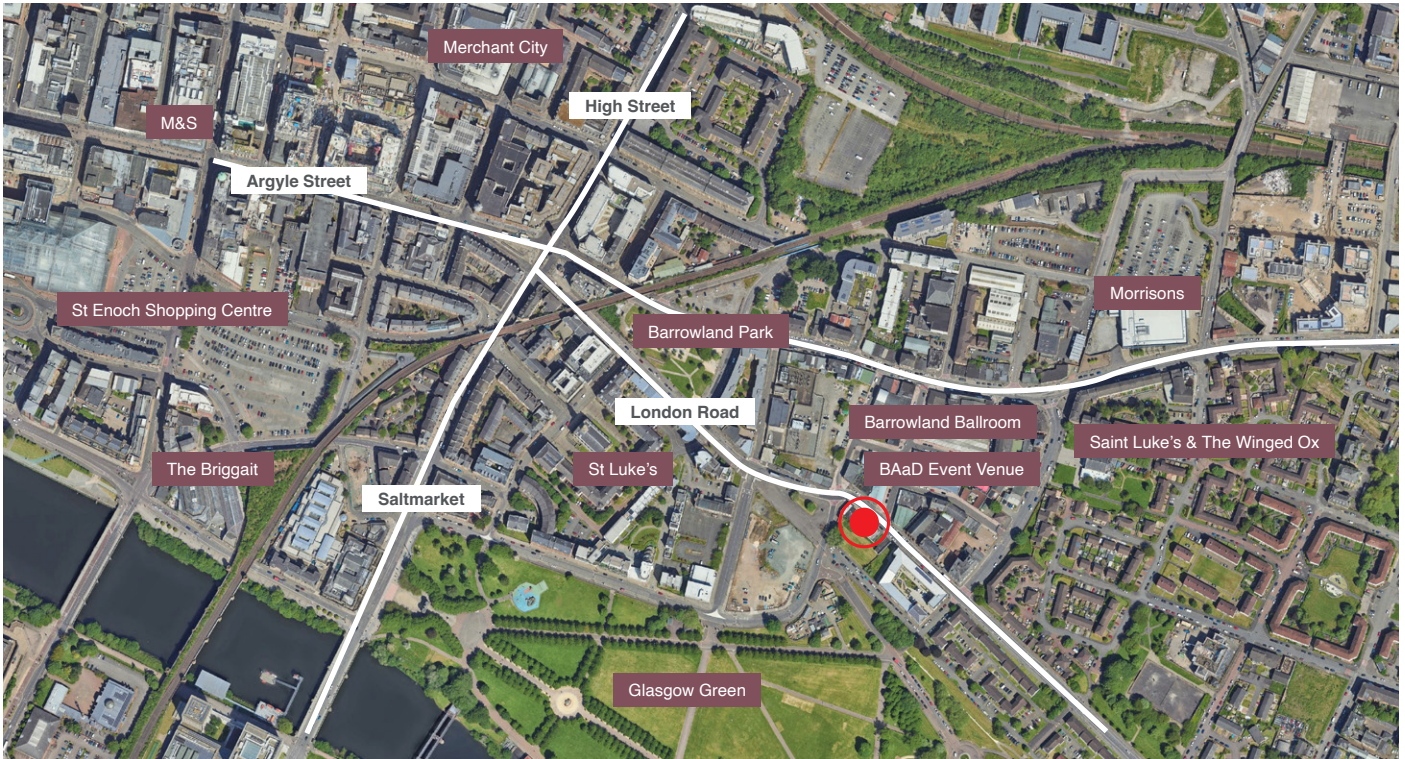 Merchant City
High Street
M&S
Argyle Street
Morrisons
St Enoch Shopping Centre
Barrowland Park
London Road
Barrowland Ballroom
Saint Luke’s & The Winged Ox
The Briggait
St Luke’s
BAaD Event Venue
Saltmarket
Glasgow Green